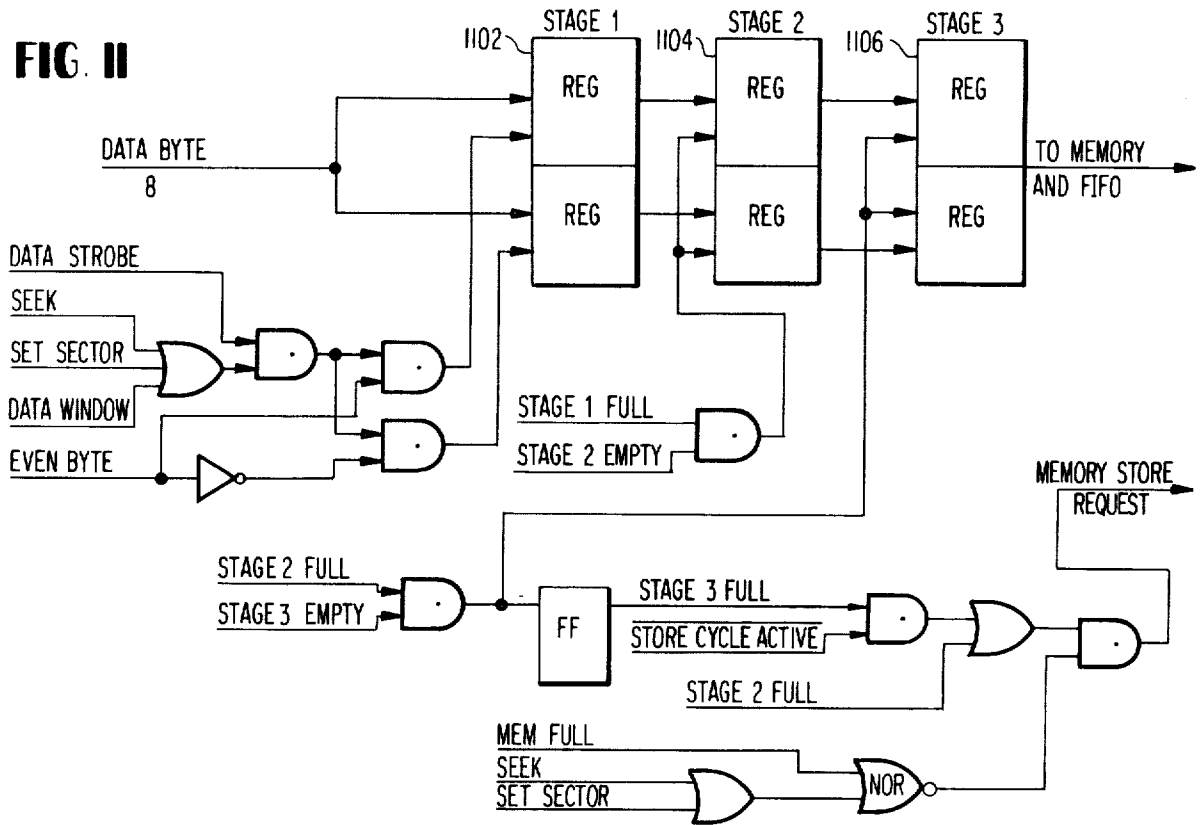 FIG. 11
STAGE 1
STAGE 2
STAGE 3
1102
1104
1106
REG
REG
REG
DATA BYTE
8
TO MEMORY
AND FIFO
REG
REG
REG
DATA STROBE
SEEK
SET SECTOR
DATA WINDOW
EVEN BYTE
STAGE 1 FULL
STAGE 2 EMPTY
MEMORY STORE
REQUEST
STAGE 2 FULL
STAGE 3 EMPTY
FF
STAGE 3 FULL
STORE CYCLE ACTIVE
STAGE 2 FULL
MEM FULL
SEEK
SET SECTOR
NOR